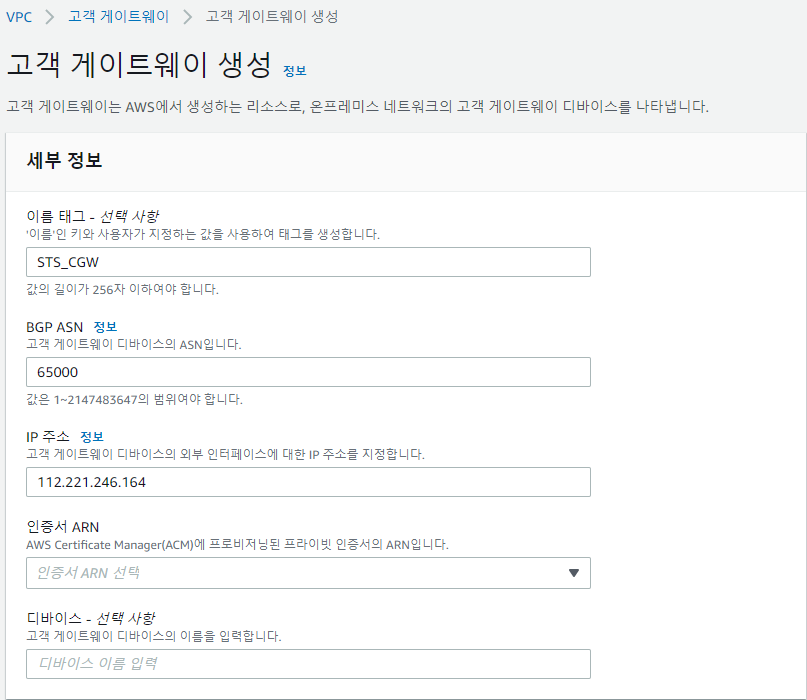 VPC > 고객 게이트웨이 > 고객 게이트웨이 생성
고객 게이트웨이 생성 정보
고객 게이트웨이는 AWS에서 생성하는 리소스로, 온프레미스 네트워크의 고객 게이트웨이 디바이스를 나타냅니다.
세부 정보
이름 태그 - 선택 사항
'이름'인 키와 사용자가 지정하는 값을 사용하여 태그를 생성합니다.
STS_CGW
값의 길이가 256자 이하여야 합니다.
BGP ASN 정보
고객 게이트웨이 디바이스의 ASN입니다.
65000
값은 1~2147483647의 범위여야 합니다.
IP 주소 정보
고객 게이트웨이 디바이스의 외부 인터페이스에 대한 IP 주소를 지정합니다.
112.221.246.164
인증서 ARN
AWS Certificate Manager(ACM)에 프로비저닝된 프라이빗 인증서의 ARN입니다.
인증서 ARN 선택
디바이스 - 선택 사항
고객 게이트웨이 디바이스의 이름을 입력합니다.
디바이스 이름 입력